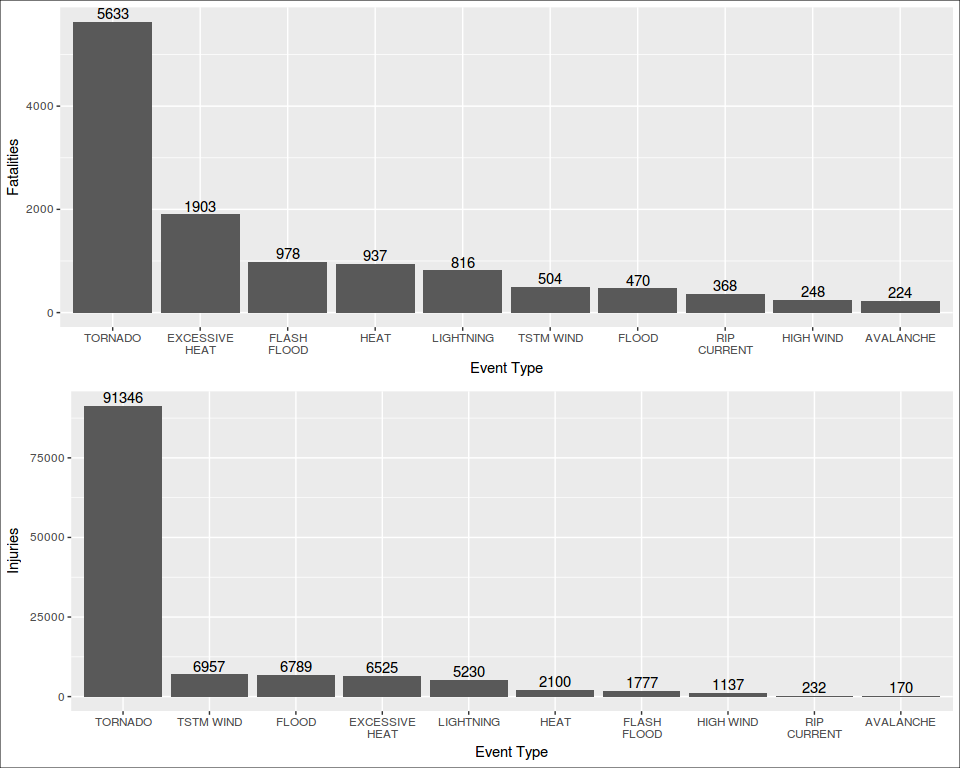 5633
1903
978
937
816
504
470
368
248
224
4000
2000
0
Fatalities
TORNADO
EXCESSIVE
HEAT
FLASH
FLOOD
HEAT
LIGHTNING
TSTM WIND
FLOOD
RIP
CURRENT
HIGH WIND
AVALANCHE
Event Type
91346
6957
6789
6525
5230
2100
1777
1137
232
170
75000
50000
25000
0
Injuries
TORNADO
TSTM WIND
FLOOD
EXCESSIVE
HEAT
LIGHTNING
HEAT
FLASH
FLOOD
HIGH WIND
RIP
CURRENT
AVALANCHE
Event Type